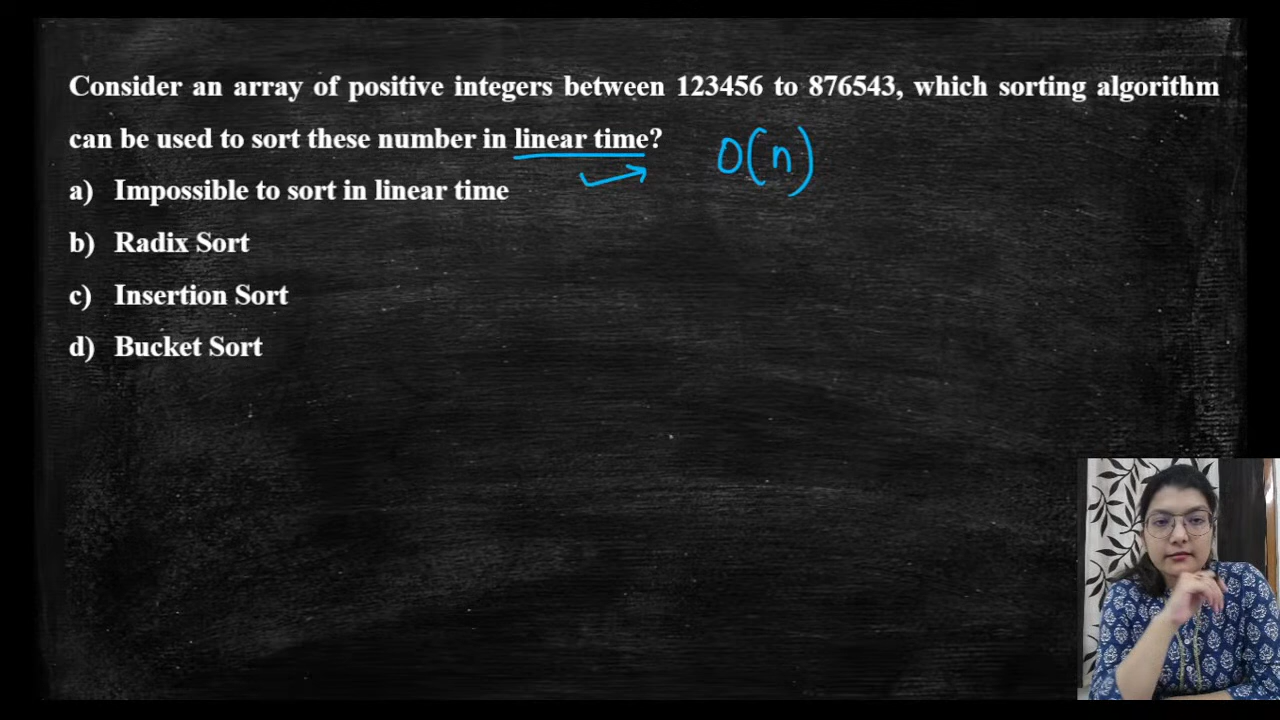 Consider an array of positive integers between 123456 to 876543, which sorting algorithm
can be used to sort these number in linear time? O(n)
a) Impossible to sort in linear time
b) Radix Sort
c) Insertion Sort
d) Bucket Sort